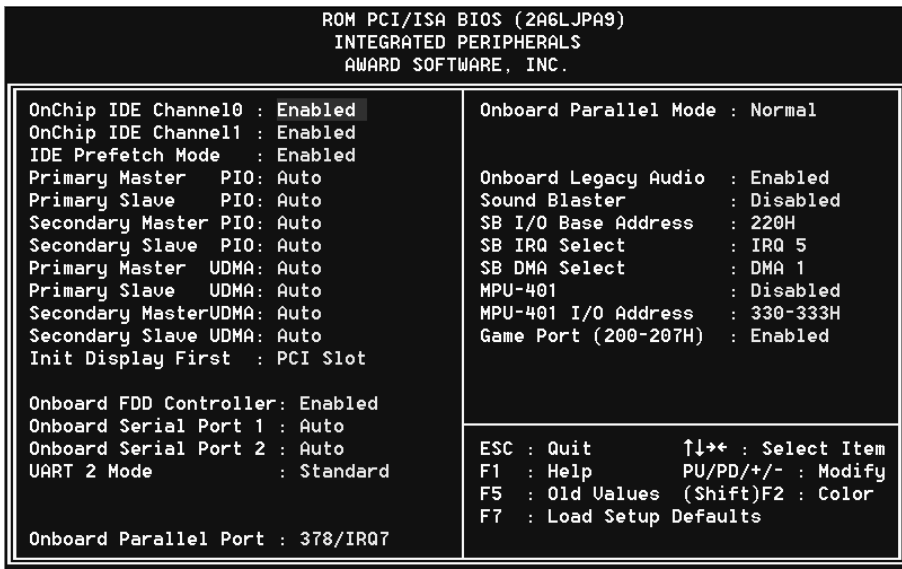 ROM PCI/ISA BIOS (2A6LJPA9)
INTEGRATED PERIPHERALS
AWARD SOFTWARE, INC.
OnChip IDE Channel0 : Enabled
OnChip IDE Channel1 : Enabled
IDE Prefetch Mode : Enabled
Primary Master PIO: Auto
Primary Slave PIO: Auto
Secondary Master PIO: Auto
Secondary Slave PIO: Auto
Primary Master UDMA: Auto
Primary Slave UDMA: Auto
Secondary MasterUDMA: Auto
Secondary Slave UDMA: Auto
Init Display First : PCI Slot
Onboard FDD Controller: Enabled
Onboard Serial Port 1 : Auto
Onboard Serial Port 2 : Auto
UART 2 Mode : Standard
Onboard Parallel Port : 378/IRQ7
Onboard Parallel Mode : Normal
Onboard Legacy Audio : Enabled
Sound Blaster : Disabled
SB I/O Base Address : 220H
SB IRQ Select : IRQ 5
SB DMA Select : DMA 1
MPU-401 : Disabled
MPU-401 I/O Address : 330-333H
Game Port (200-207H) : Enabled
ESC : Quit ↑↓→← : Select Item
F1 : Help PU/PD/+/- : Modify
F5 : Old Values (Shift)F2 : Color
F7 : Load Setup Defaults